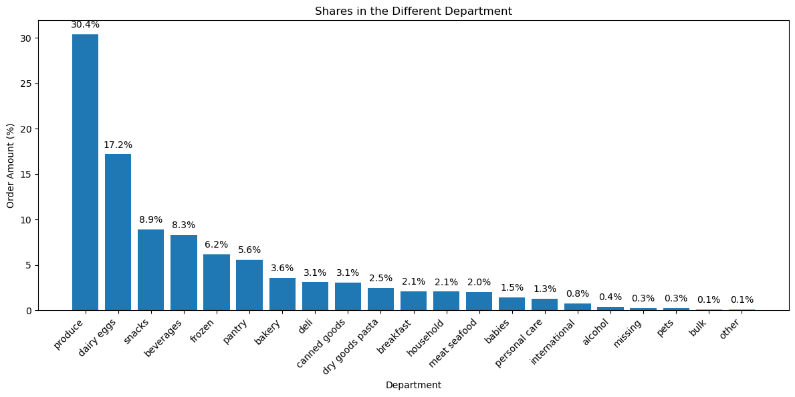 Shares in the Different Department
30.4%
17.2%
8.9%
8.3%
6.2%
5.6%
3.6%
3.1%
3.1%
2.5%
2.1%
2.1%
2.0%
1.5%
1.3%
0.8%
0.4%
0.3%
0.3%
0.1%
0.1%
Order Amount (%)
30
25
20
15
10
5
0
produce
dairy eggs
snacks
beverages
frozen
pantry
bakery
deli
canned goods
dry goods pasta
breakfast
household
meat seafood
babies
personal care
international
alcohol
missing
pets
bulk
other
Department